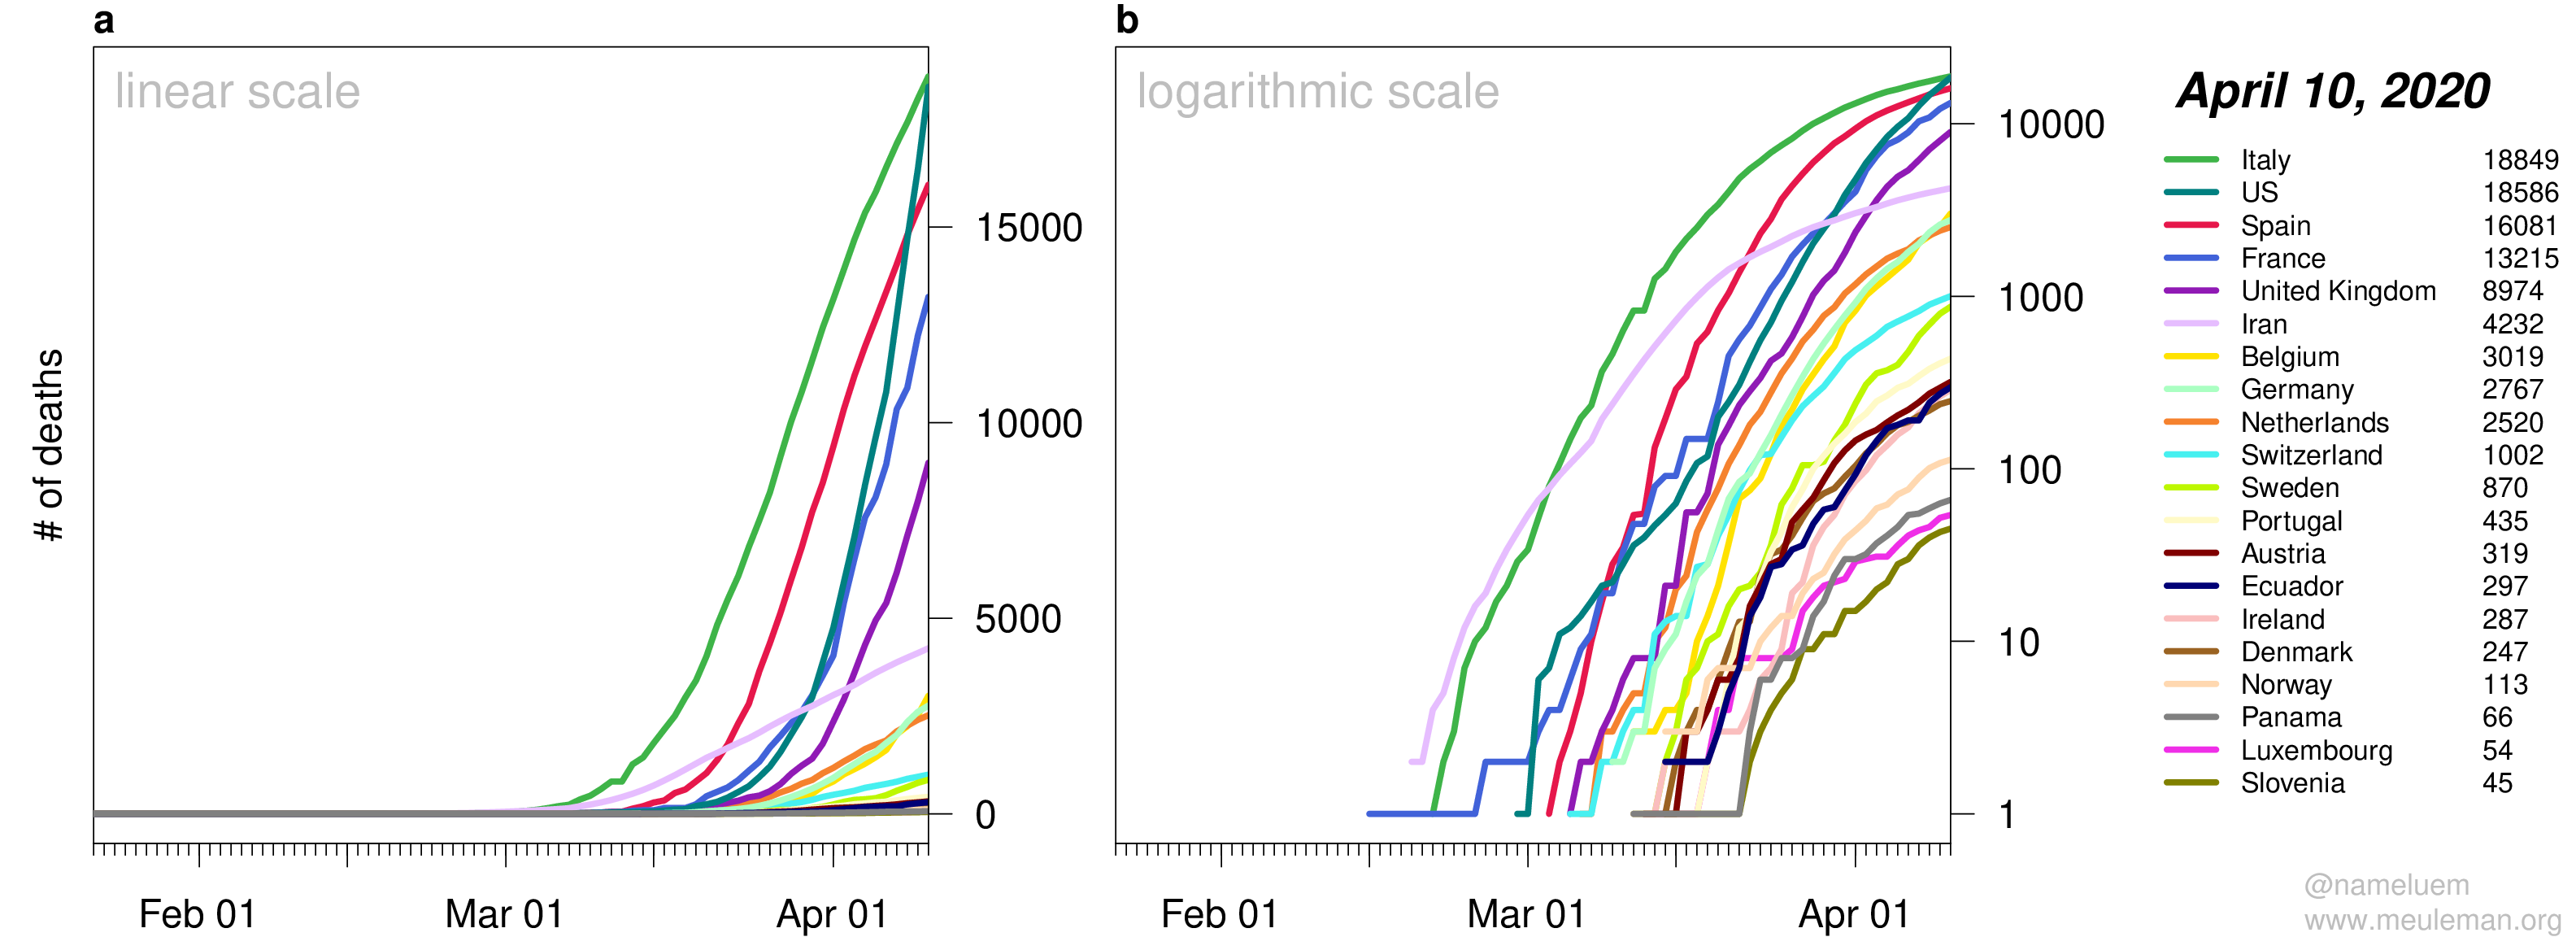 a
linear scale
# of deaths
15000
10000
5000
0
Feb 01 Mar 01 Apr 01
b
logarithmic scale
10000
1000
100
10
1
Feb 01 Mar 01 Apr 01
April 10, 2020
Italy 18849
US 18586
Spain 16081
France 13215
United Kingdom 8974
Iran 4232
Belgium 3019
Germany 2767
Netherlands 2520
Switzerland 1002
Sweden 870
Portugal 435
Austria 319
Ecuador 297
Ireland 287
Denmark 247
Norway 113
Panama 66
Luxembourg 54
Slovenia 45
@nameluem
www.meuleman.org